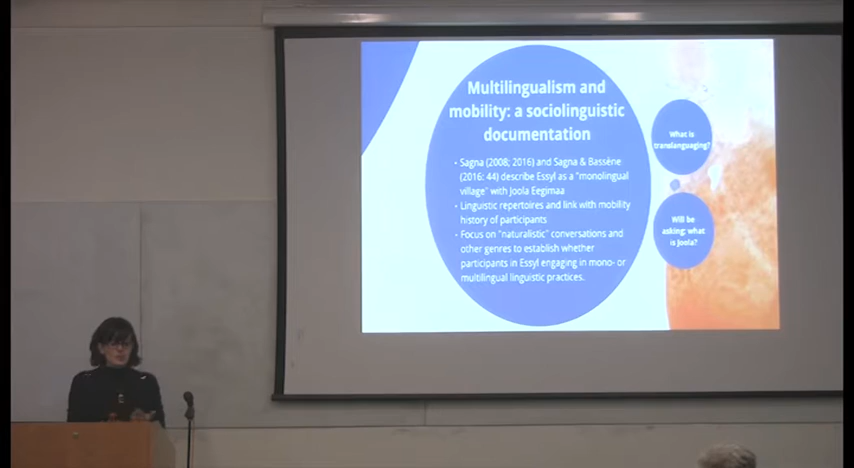 Multilingualism and
mobility: a sociolinguistic
documentation
• Sagna (2008; 2016) and Sagna & Bassène
(2016: 44) describe Essyl as a "monolingual
village" with Joola Eegimaa
• Linguistic repertoires and link with mobility
history of participants
• Focus on "naturalistic" conversations and
other genres to establish whether
participants in Essyl engaging in mono- or
multilingual linguistic practices.
What is
translanguaging?
Will be
asking: what
is Joola?